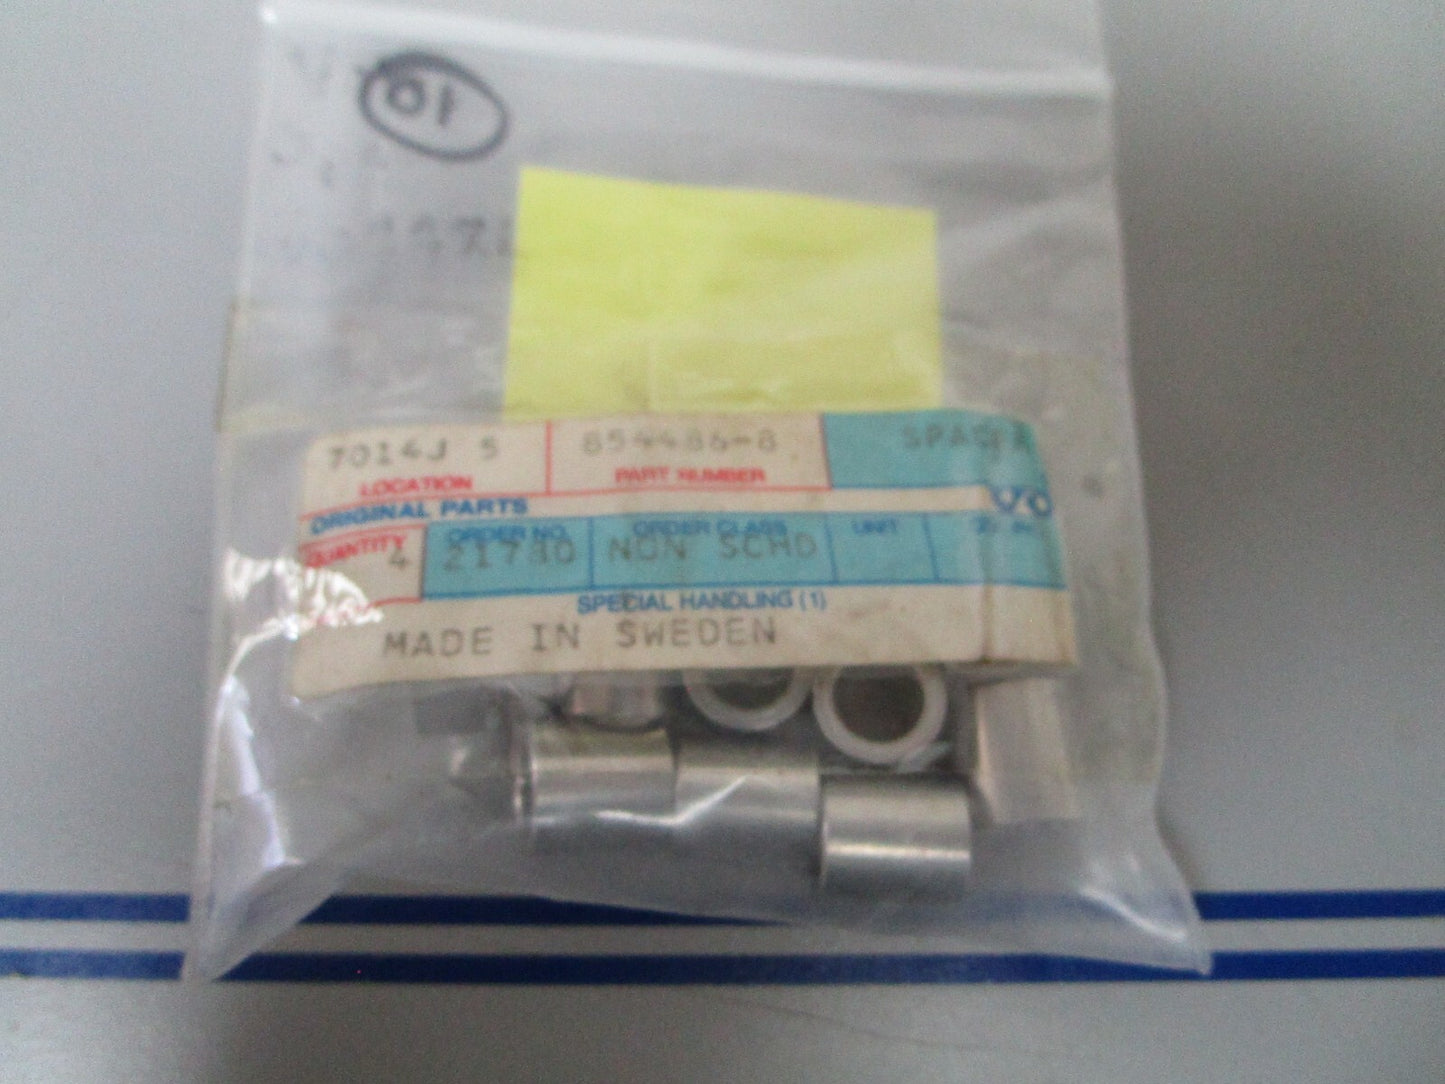 10
7014J 5
854486-8
LOCATION
PART NUMBER
ORIGINAL PARTS
VO
QUANTITY
4
ORDER NO.
21780
ORDER CLASS
NON SCHD
UNIT
SPECIAL HANDLING (1)
MADE IN SWEDEN